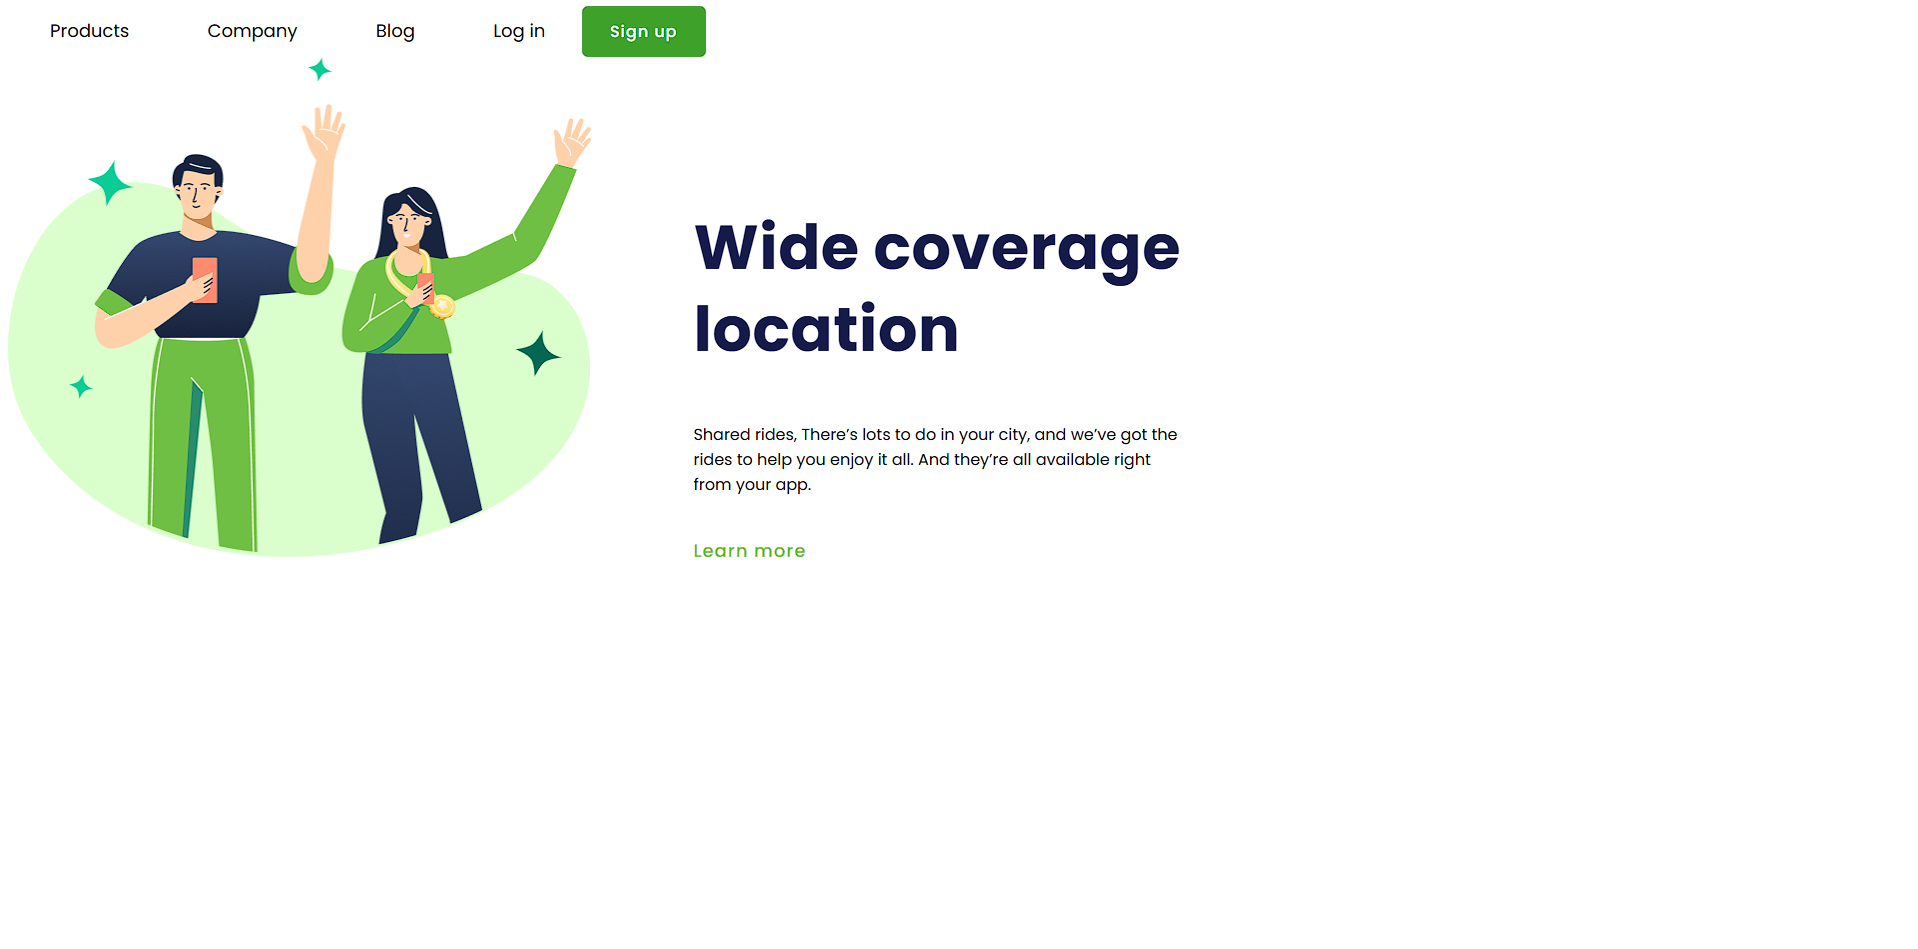 Products Company Blog Log in Sign up
Wide coverage
location
Shared rides, There’s lots to do in your city, and we’ve got the
rides to help you enjoy it all. And they’re all available right
from your app.
Learn more